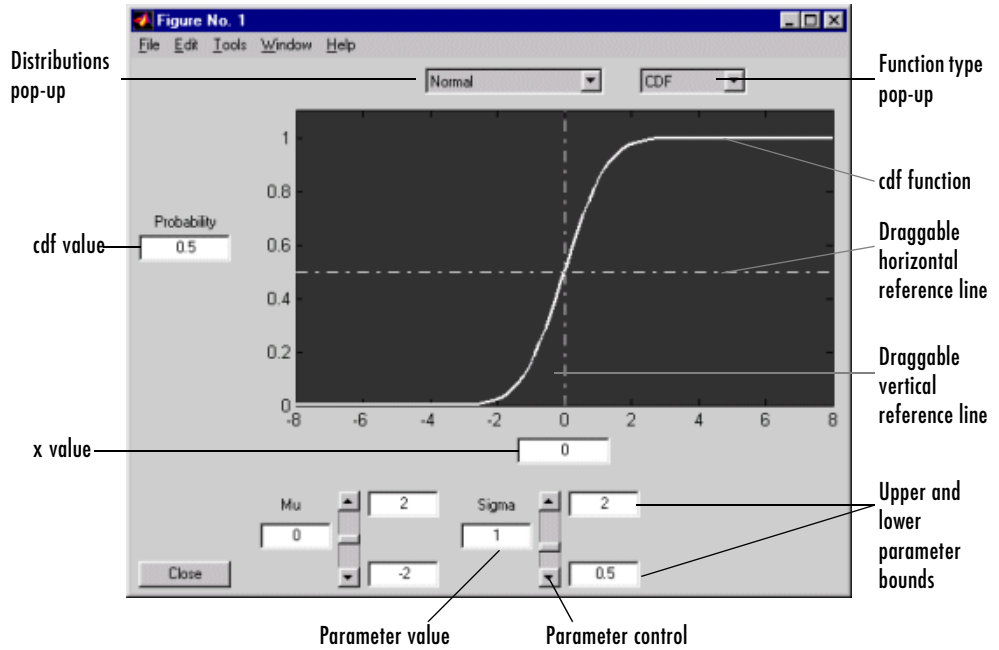 Figure No. 1
File Edit Tools Window Help
Distributions
pop-up
Normal
CDF
Function type
pop-up
1
0.8
0.6
0.4
0.2
0
-8 -6 -4 -2 0 2 4 6 8
cdf function
Probability
0.5
cdf value
Draggable
horizontal
reference line
Draggable
vertical
reference line
x value
0
Mu
0
2
-2
Sigma
1
2
0.5
Upper and
lower
parameter
bounds
Close
Parameter value
Parameter control